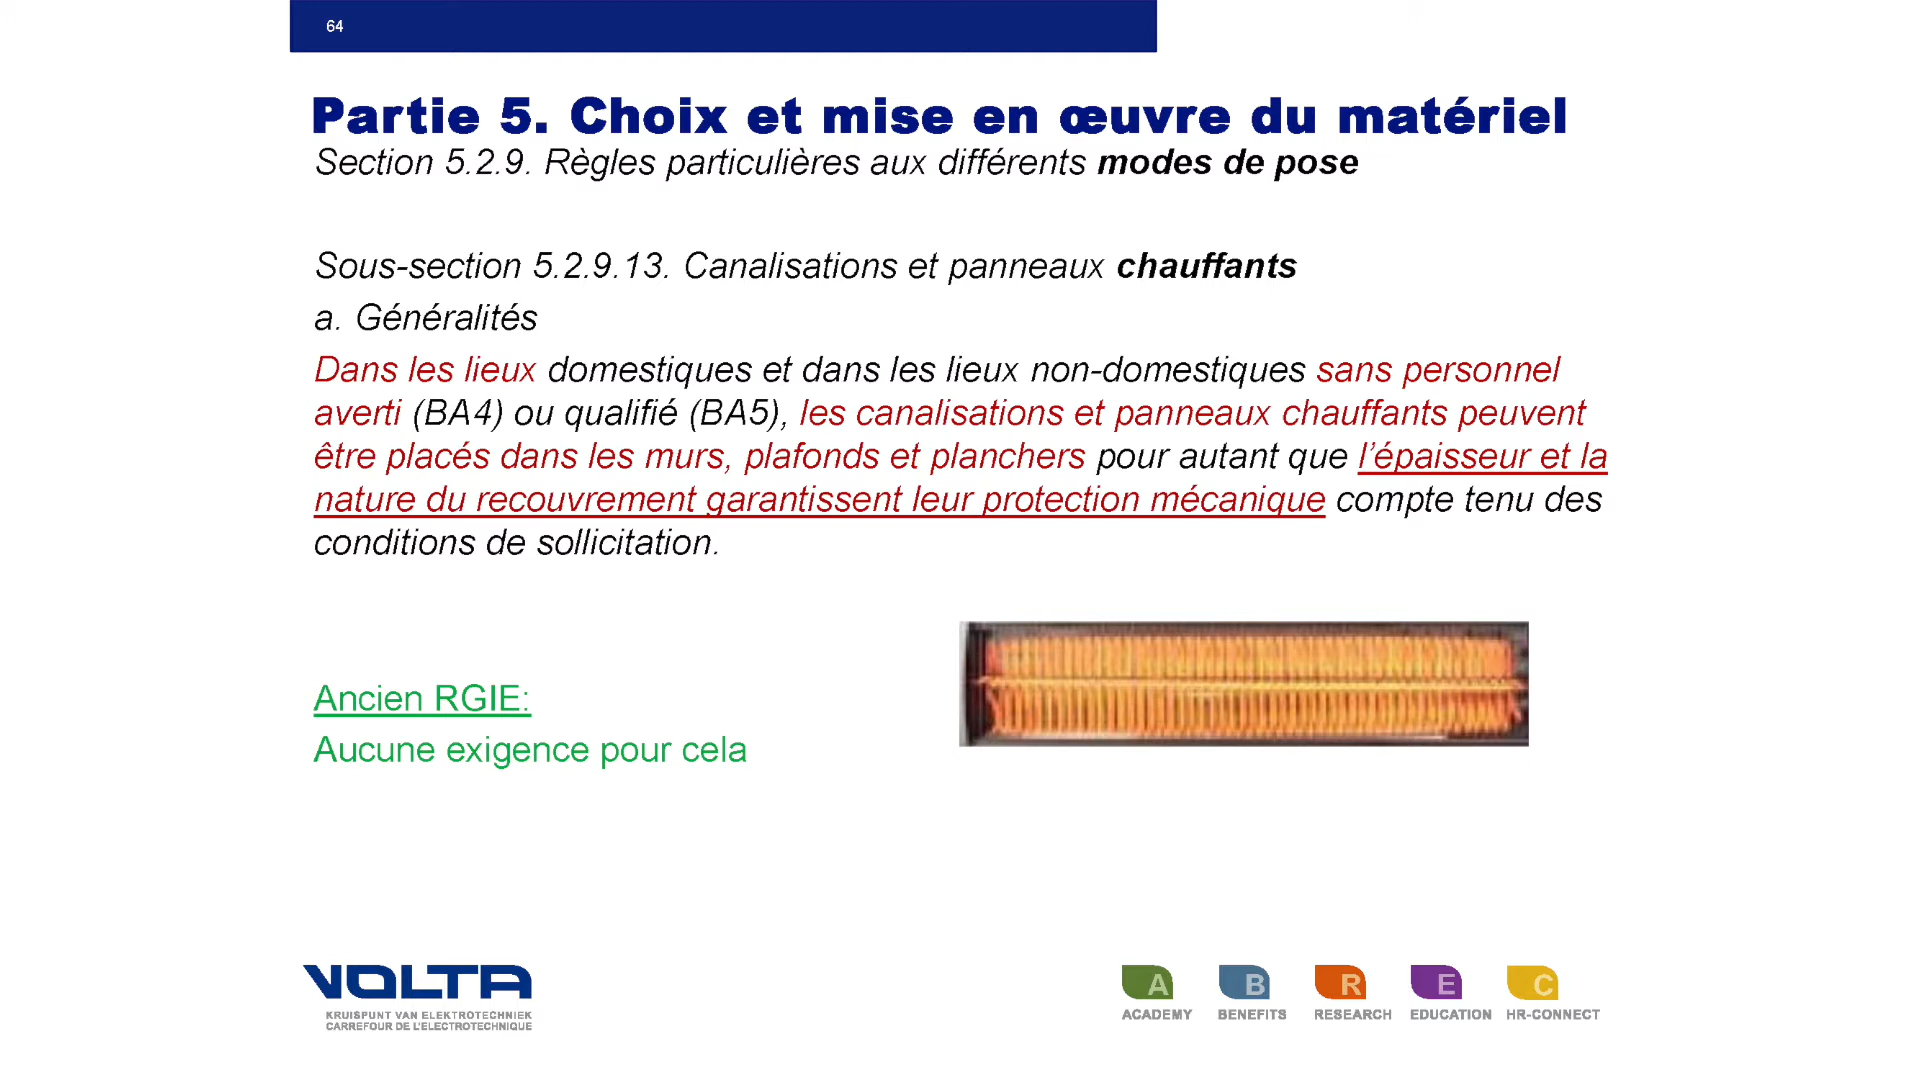 64
Partie 5. Choix et mise en œuvre du matériel
Section 5.2.9. Règles particulières aux différents modes de pose
Sous-section 5.2.9.13. Canalisations et panneaux chauffants
a. Généralités
Dans les lieux domestiques et dans les lieux non-domestiques sans personnel
averti (BA4) ou qualifié (BA5), les canalisations et panneaux chauffants peuvent
être placés dans les murs, plafonds et planchers pour autant que l’épaisseur et la
nature du recouvrement garantissent leur protection mécanique compte tenu des
conditions de sollicitation.
Ancien RGIE:
Aucune exigence pour cela
VOLTA
KRUISPUNT VAN ELEKTROTECHNIEK
CARREFOUR DE L'ELECTROTECHNIQUE
A B R E C
ACADEMY BENEFITS RESEARCH EDUCATION HR-CONNECT